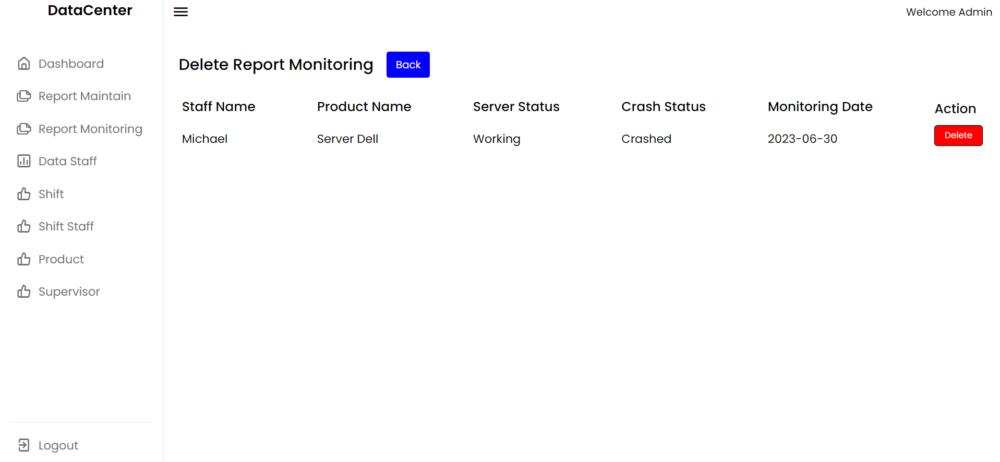 DataCenter
Welcome Admin
Dashboard
Report Maintain
Report Monitoring
Data Staff
Shift
Shift Staff
Product
Supervisor
Logout
Delete Report Monitoring Back
Staff Name Product Name Server Status Crash Status Monitoring Date Action
Michael Server Dell Working Crashed 2023-06-30 Delete